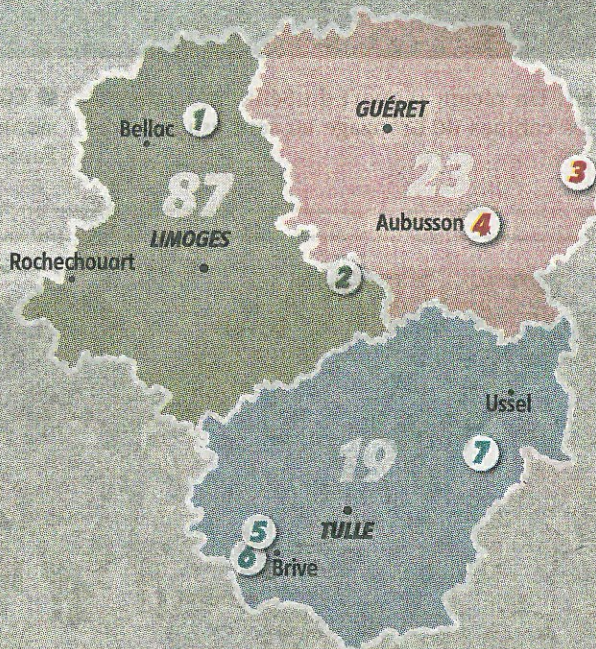 GUÉRET
Bellac 1
23
3
87
Aubusson 4
LIMOGES
Rochechouart
2
Ussel
19
7
TULLE
5
6
Brive